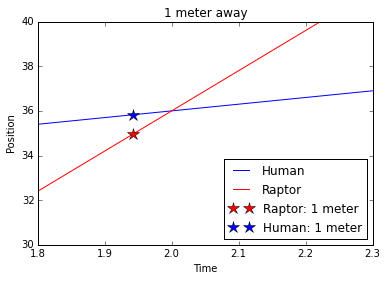 1 meter away
40
38
36
34
32
30
Position
1.8
1.9
2.0
2.1
2.2
2.3
Time
Human
Raptor
Raptor: 1 meter
Human: 1 meter